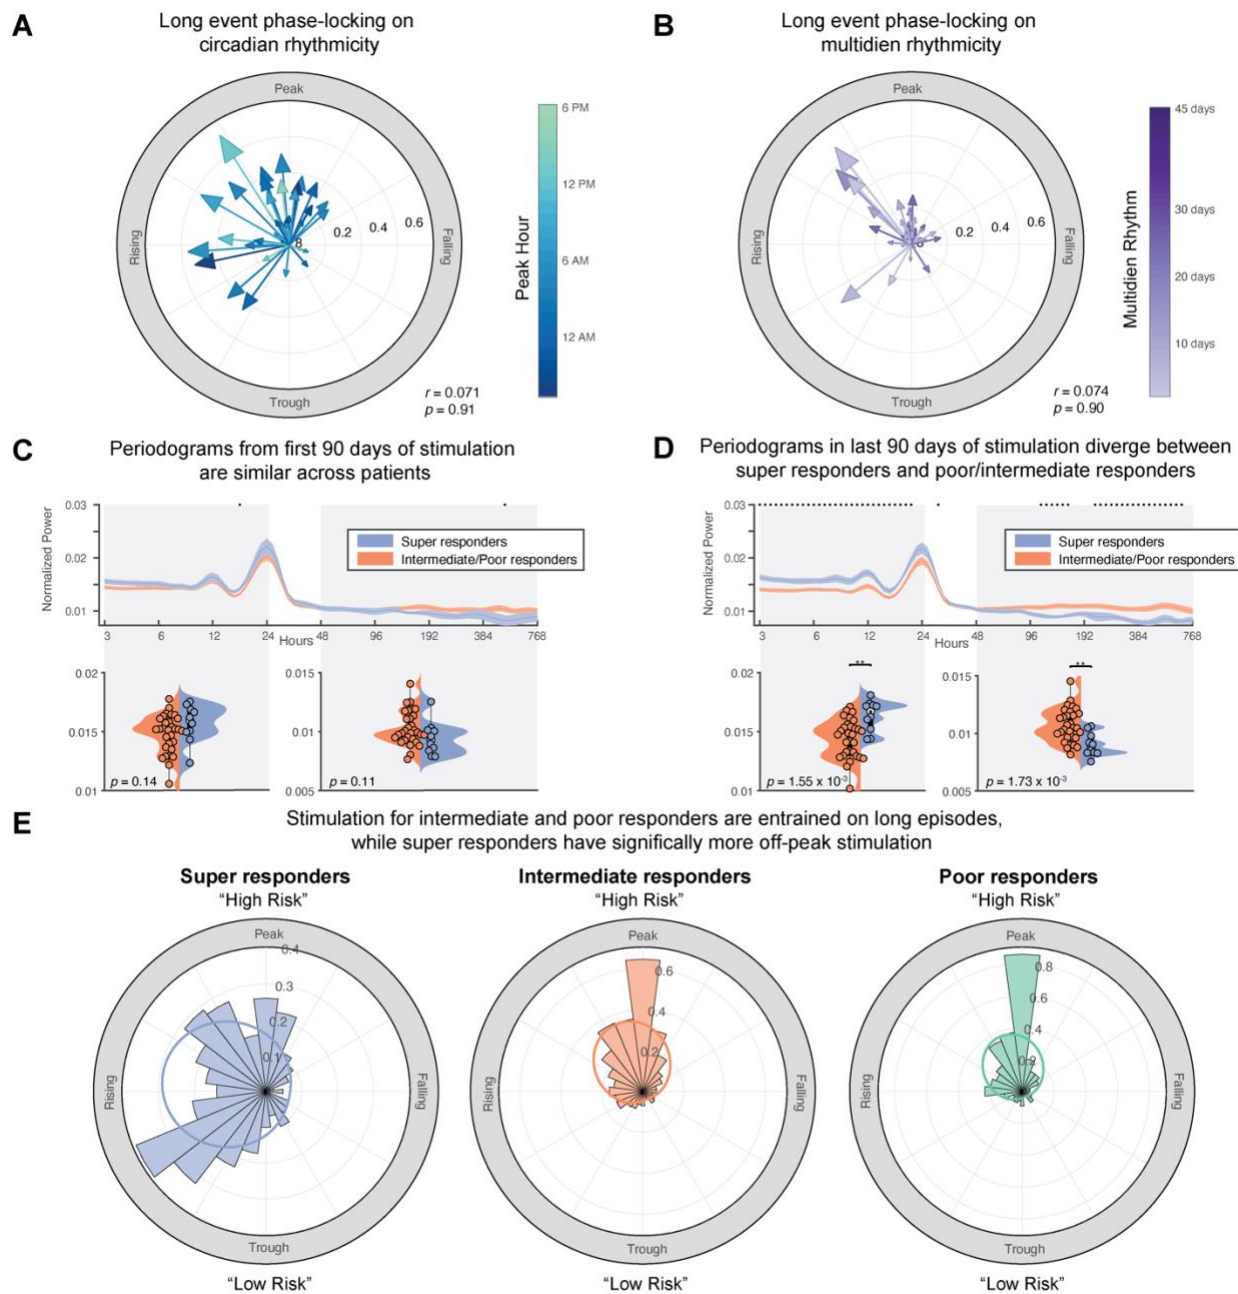 A
Long event phase-locking on
circadian rhythmicity
Peak
Rising
Falling
Trough
0.2
0.4
0.6
Peak Hour
6 PM
12 PM
6 AM
12 AM
r = 0.071
p = 0.91
B
Long event phase-locking on
multidien rhythmicity
Peak
Rising
Falling
Trough
0.2
0.4
0.6
Multidien Rhythm
45 days
30 days
20 days
10 days
r = 0.074
p = 0.90
C
Periodograms from first 90 days of stimulation
are similar across patients
Normalized Power
0.03
0.02
0.01
Super responders
Intermediate/Poor responders
3 6 12 24 48 96 192 384 768
Hours
0.02
0.015
0.01
p = 0.14
0.015
0.01
0.005
p = 0.11
D
Periodograms in last 90 days of stimulation diverge between
super responders and poor/intermediate responders
Normalized Power
0.03
0.02
0.01
Super responders
Intermediate/Poor responders
3 6 12 24 48 96 192 384 768
Hours
0.02
0.015
0.01
**
p = 1.55 x 10-3
0.015
0.01
0.005
**
p = 1.73 x 10-3
E
Stimulation for intermediate and poor responders are entrained on long episodes,
while super responders have significally more off-peak stimulation
Super responders
"High Risk"
Peak
0.4
0.3
0.2
0.1
Rising
Falling
Trough
"Low Risk"
Intermediate responders
"High Risk"
Peak
0.6
0.4
0.2
Rising
Falling
Trough
"Low Risk"
Poor responders
"High Risk"
Peak
0.8
0.6
0.4
0.2
Rising
Falling
Trough
"Low Risk"